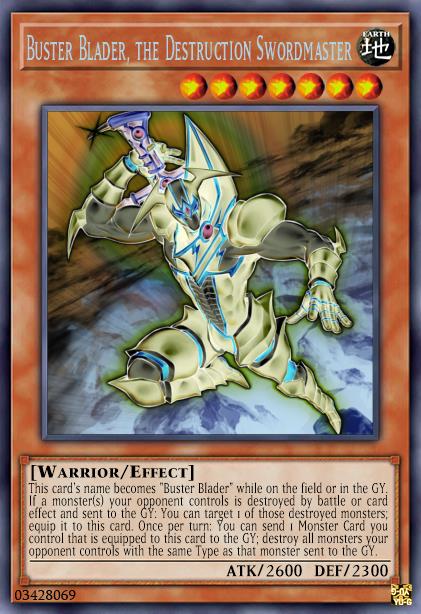 Buster Blader, the Destruction Swordmaster
EARTH
地
[Warrior/Effect]
This card's name becomes "Buster Blader" while on the field or in the GY.
If a monster(s) your opponent controls is destroyed by battle or card
effect and sent to the GY: You can target 1 of those destroyed monsters;
equip it to this card. Once per turn: You can send 1 Monster Card you
control that is equipped to this card to the GY; destroy all monsters your
opponent controls with the same Type as that monster sent to the GY.
ATK/2600 DEF/2300
03428069